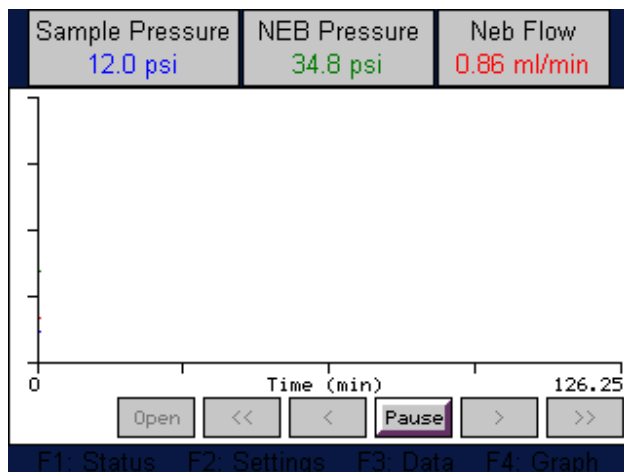 Sample Pressure NEB Pressure Neb Flow
12.0 psi 34.8 psi 0.86 ml/min
0 Time (min) 126.25
Open << < Pause > >>
F1: Status F2: Settings F3: Data F4: Graph